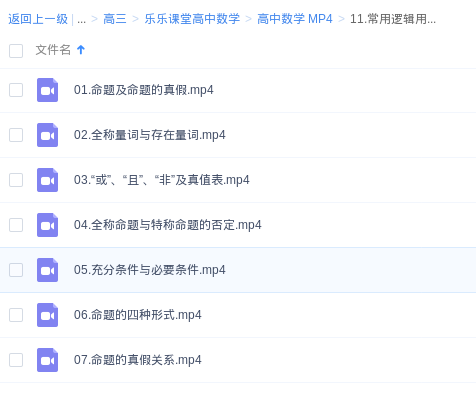 返回上一级 | ... > 高三 > 乐乐课堂高中数学 > 高中数学 MP4 > 11.常用逻辑用...
文件名
01.命题及命题的真假.mp4
02.全称量词与存在量词.mp4
03.“或”、“且”、“非”及真值表.mp4
04.全称命题与特称命题的否定.mp4
05.充分条件与必要条件.mp4
06.命题的四种形式.mp4
07.命题的真假关系.mp4